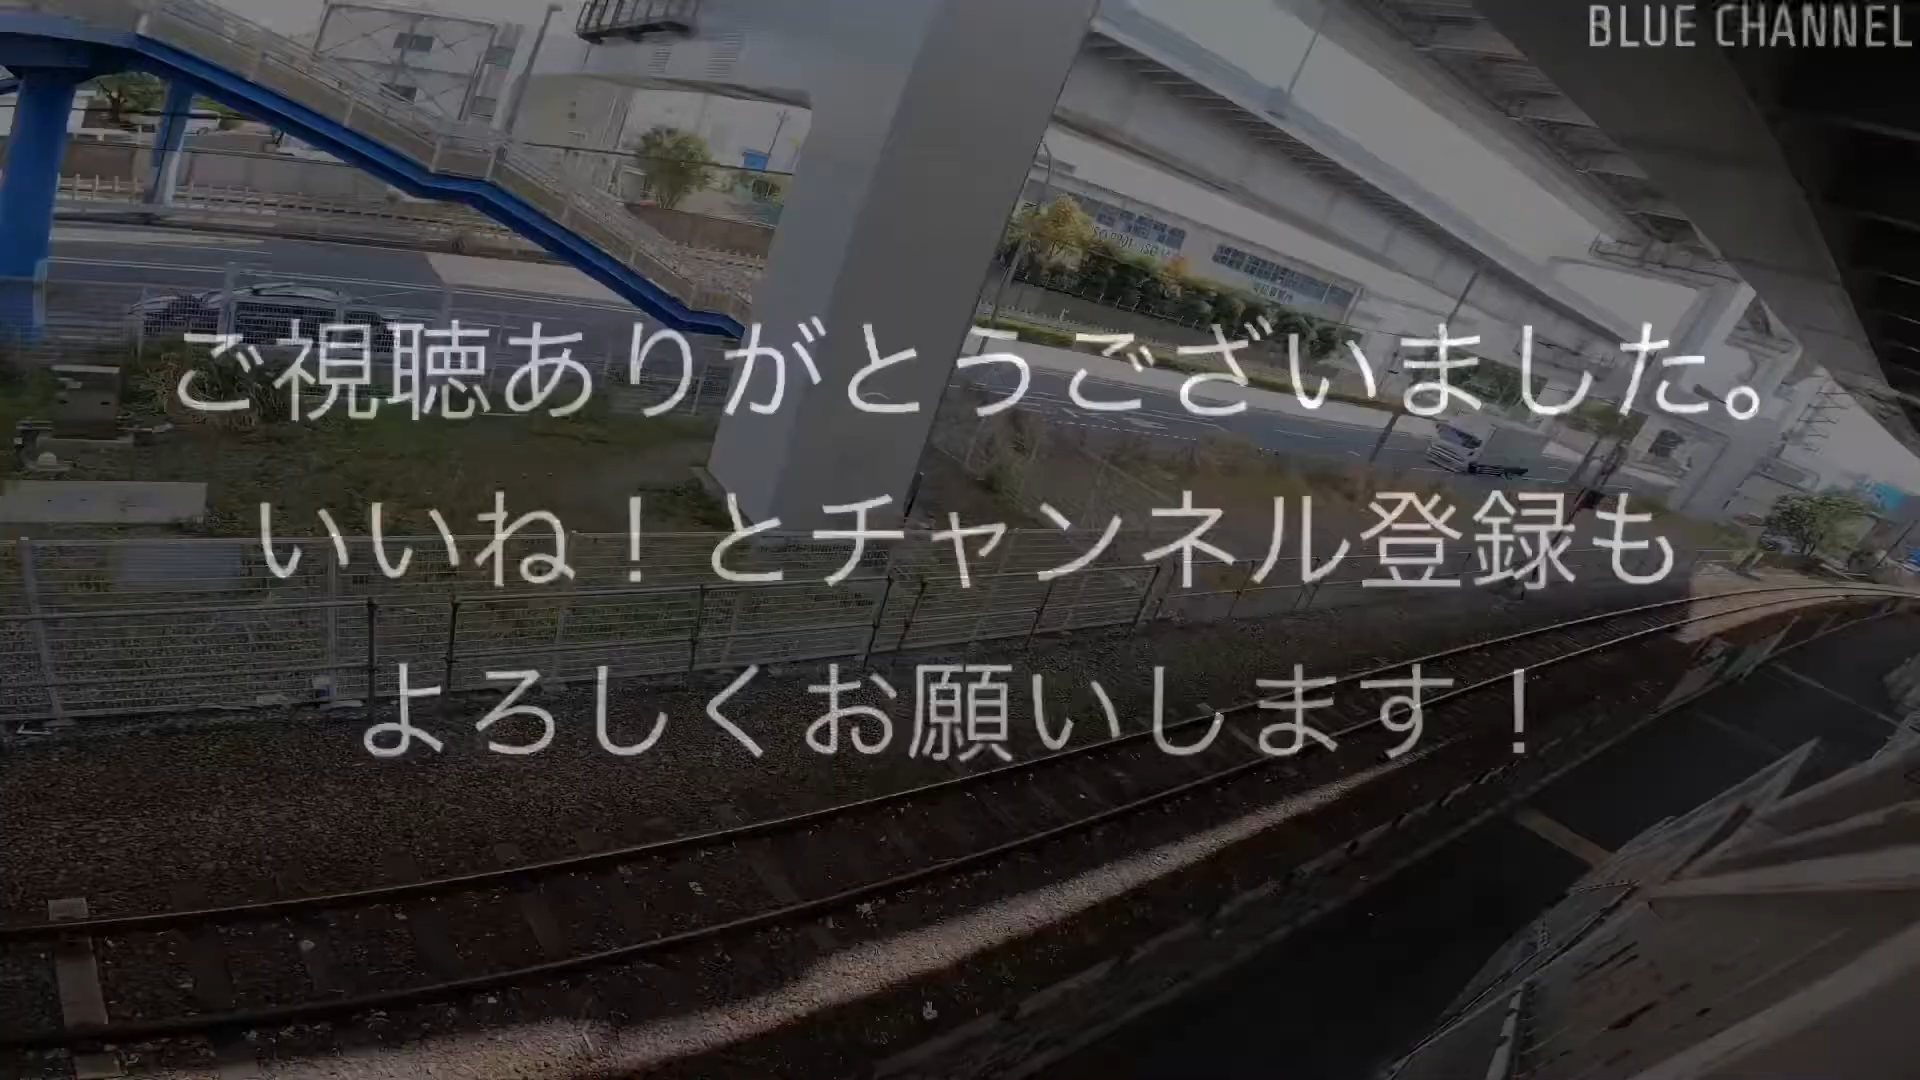 BLUE CHANNEL
ご視聴ありがとうございました。
いいね！とチャンネル登録も
よろしくお願いします！